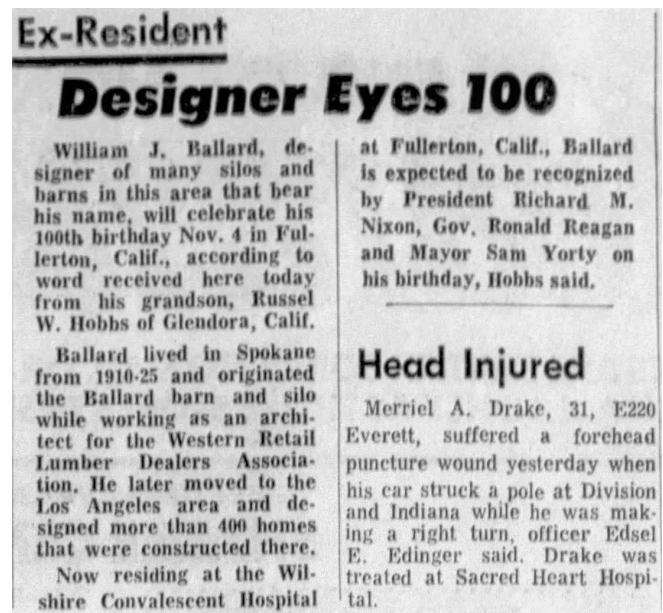 Ex-Resident
Designer Eyes 100
William J. Ballard, de-
signer of many silos and
barns in this area that bear
his name, will celebrate his
100th birthday Nov. 4 in Ful-
lerton, Calif., according to
word received here today
from his grandson, Russel
W. Hobbs of Glendora, Calif.
Ballard lived in Spokane
from 1910-25 and originated
the Ballard barn and silo
while working as an archi-
tect for the Western Retail
Lumber Dealers Associa-
tion. He later moved to the
Los Angeles area and de-
signed more than 400 homes
that were constructed there.
Now residing at the Wil-
shire Convalescent Hospital
at Fullerton, Calif., Ballard
is expected to be recognized
by President Richard M.
Nixon, Gov. Ronald Reagan
and Mayor Sam Yorty on
his birthday, Hobbs said.
Head Injured
Merriel A. Drake, 31, E220
Everett, suffered a forehead
puncture wound yesterday when
his car struck a pole at Division
and Indiana while he was mak-
ing a right turn, officer Edsel
E. Edinger said. Drake was
treated at Sacred Heart Hospi-
tal.